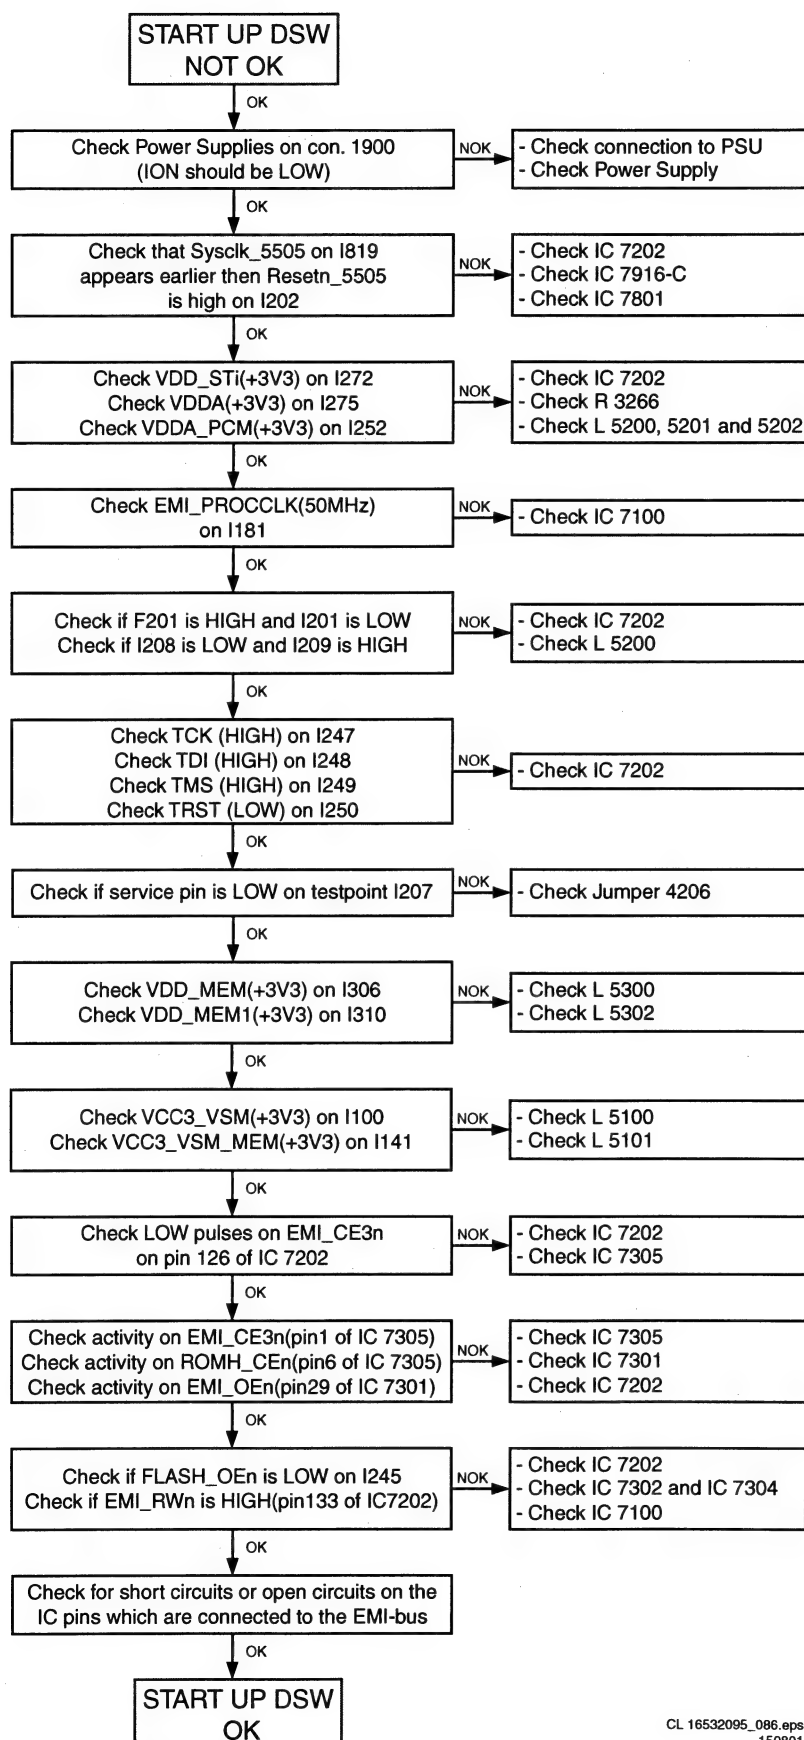 START UP DSW
NOT OK
OK
Check Power Supplies on con. 1900
(ION should be LOW)
NOK
- Check connection to PSU
- Check Power Supply
OK
Check that Sysclk_5505 on I819
appears earlier then Resetn_5505
is high on I202
NOK
- Check IC 7202
- Check IC 7916-C
- Check IC 7801
OK
Check VDD_STi(+3V3) on I272
Check VDDA(+3V3) on I275
Check VDDA_PCM(+3V3) on I252
NOK
- Check IC 7202
- Check R 3266
- Check L 5200, 5201 and 5202
OK
Check EMI_PROCCLK(50MHz)
on I181
NOK
- Check IC 7100
OK
Check if F201 is HIGH and I201 is LOW
Check if I208 is LOW and I209 is HIGH
NOK
- Check IC 7202
- Check L 5200
OK
Check TCK (HIGH) on I247
Check TDI (HIGH) on I248
Check TMS (HIGH) on I249
Check TRST (LOW) on I250
NOK
- Check IC 7202
OK
Check if service pin is LOW on testpoint I207
NOK
- Check Jumper 4206
OK
Check VDD_MEM(+3V3) on I306
Check VDD_MEM1(+3V3) on I310
NOK
- Check L 5300
- Check L 5302
OK
Check VCC3_VSM(+3V3) on I100
Check VCC3_VSM_MEM(+3V3) on I141
NOK
- Check L 5100
- Check L 5101
OK
Check LOW pulses on EMI_CE3n
on pin 126 of IC 7202
NOK
- Check IC 7202
- Check IC 7305
OK
Check activity on EMI_CE3n(pin1 of IC 7305)
Check activity on ROMH_CEn(pin6 of IC 7305)
Check activity on EMI_OEn(pin29 of IC 7301)
NOK
- Check IC 7305
- Check IC 7301
- Check IC 7202
OK
Check if FLASH_OEn is LOW on I245
Check if EMI_RWn is HIGH(pin133 of IC7202)
NOK
- Check IC 7202
- Check IC 7302 and IC 7304
- Check IC 7100
OK
Check for short circuits or open circuits on the
IC pins which are connected to the EMI-bus
OK
START UP DSW
OK
CL 16532095_086.eps
150801